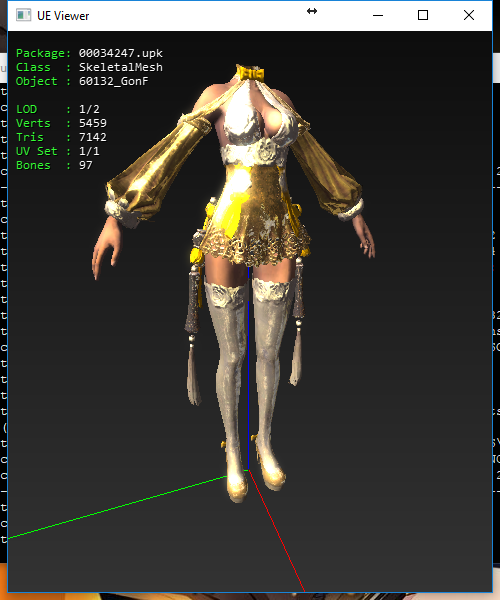 UE Viewer
Package: 00034247.upk
Class  : SkeletalMesh
Object : 60132_GonF
LOD    : 1/2
Verts  : 5459
Tris   : 7142
UV Set : 1/1
Bones  : 97